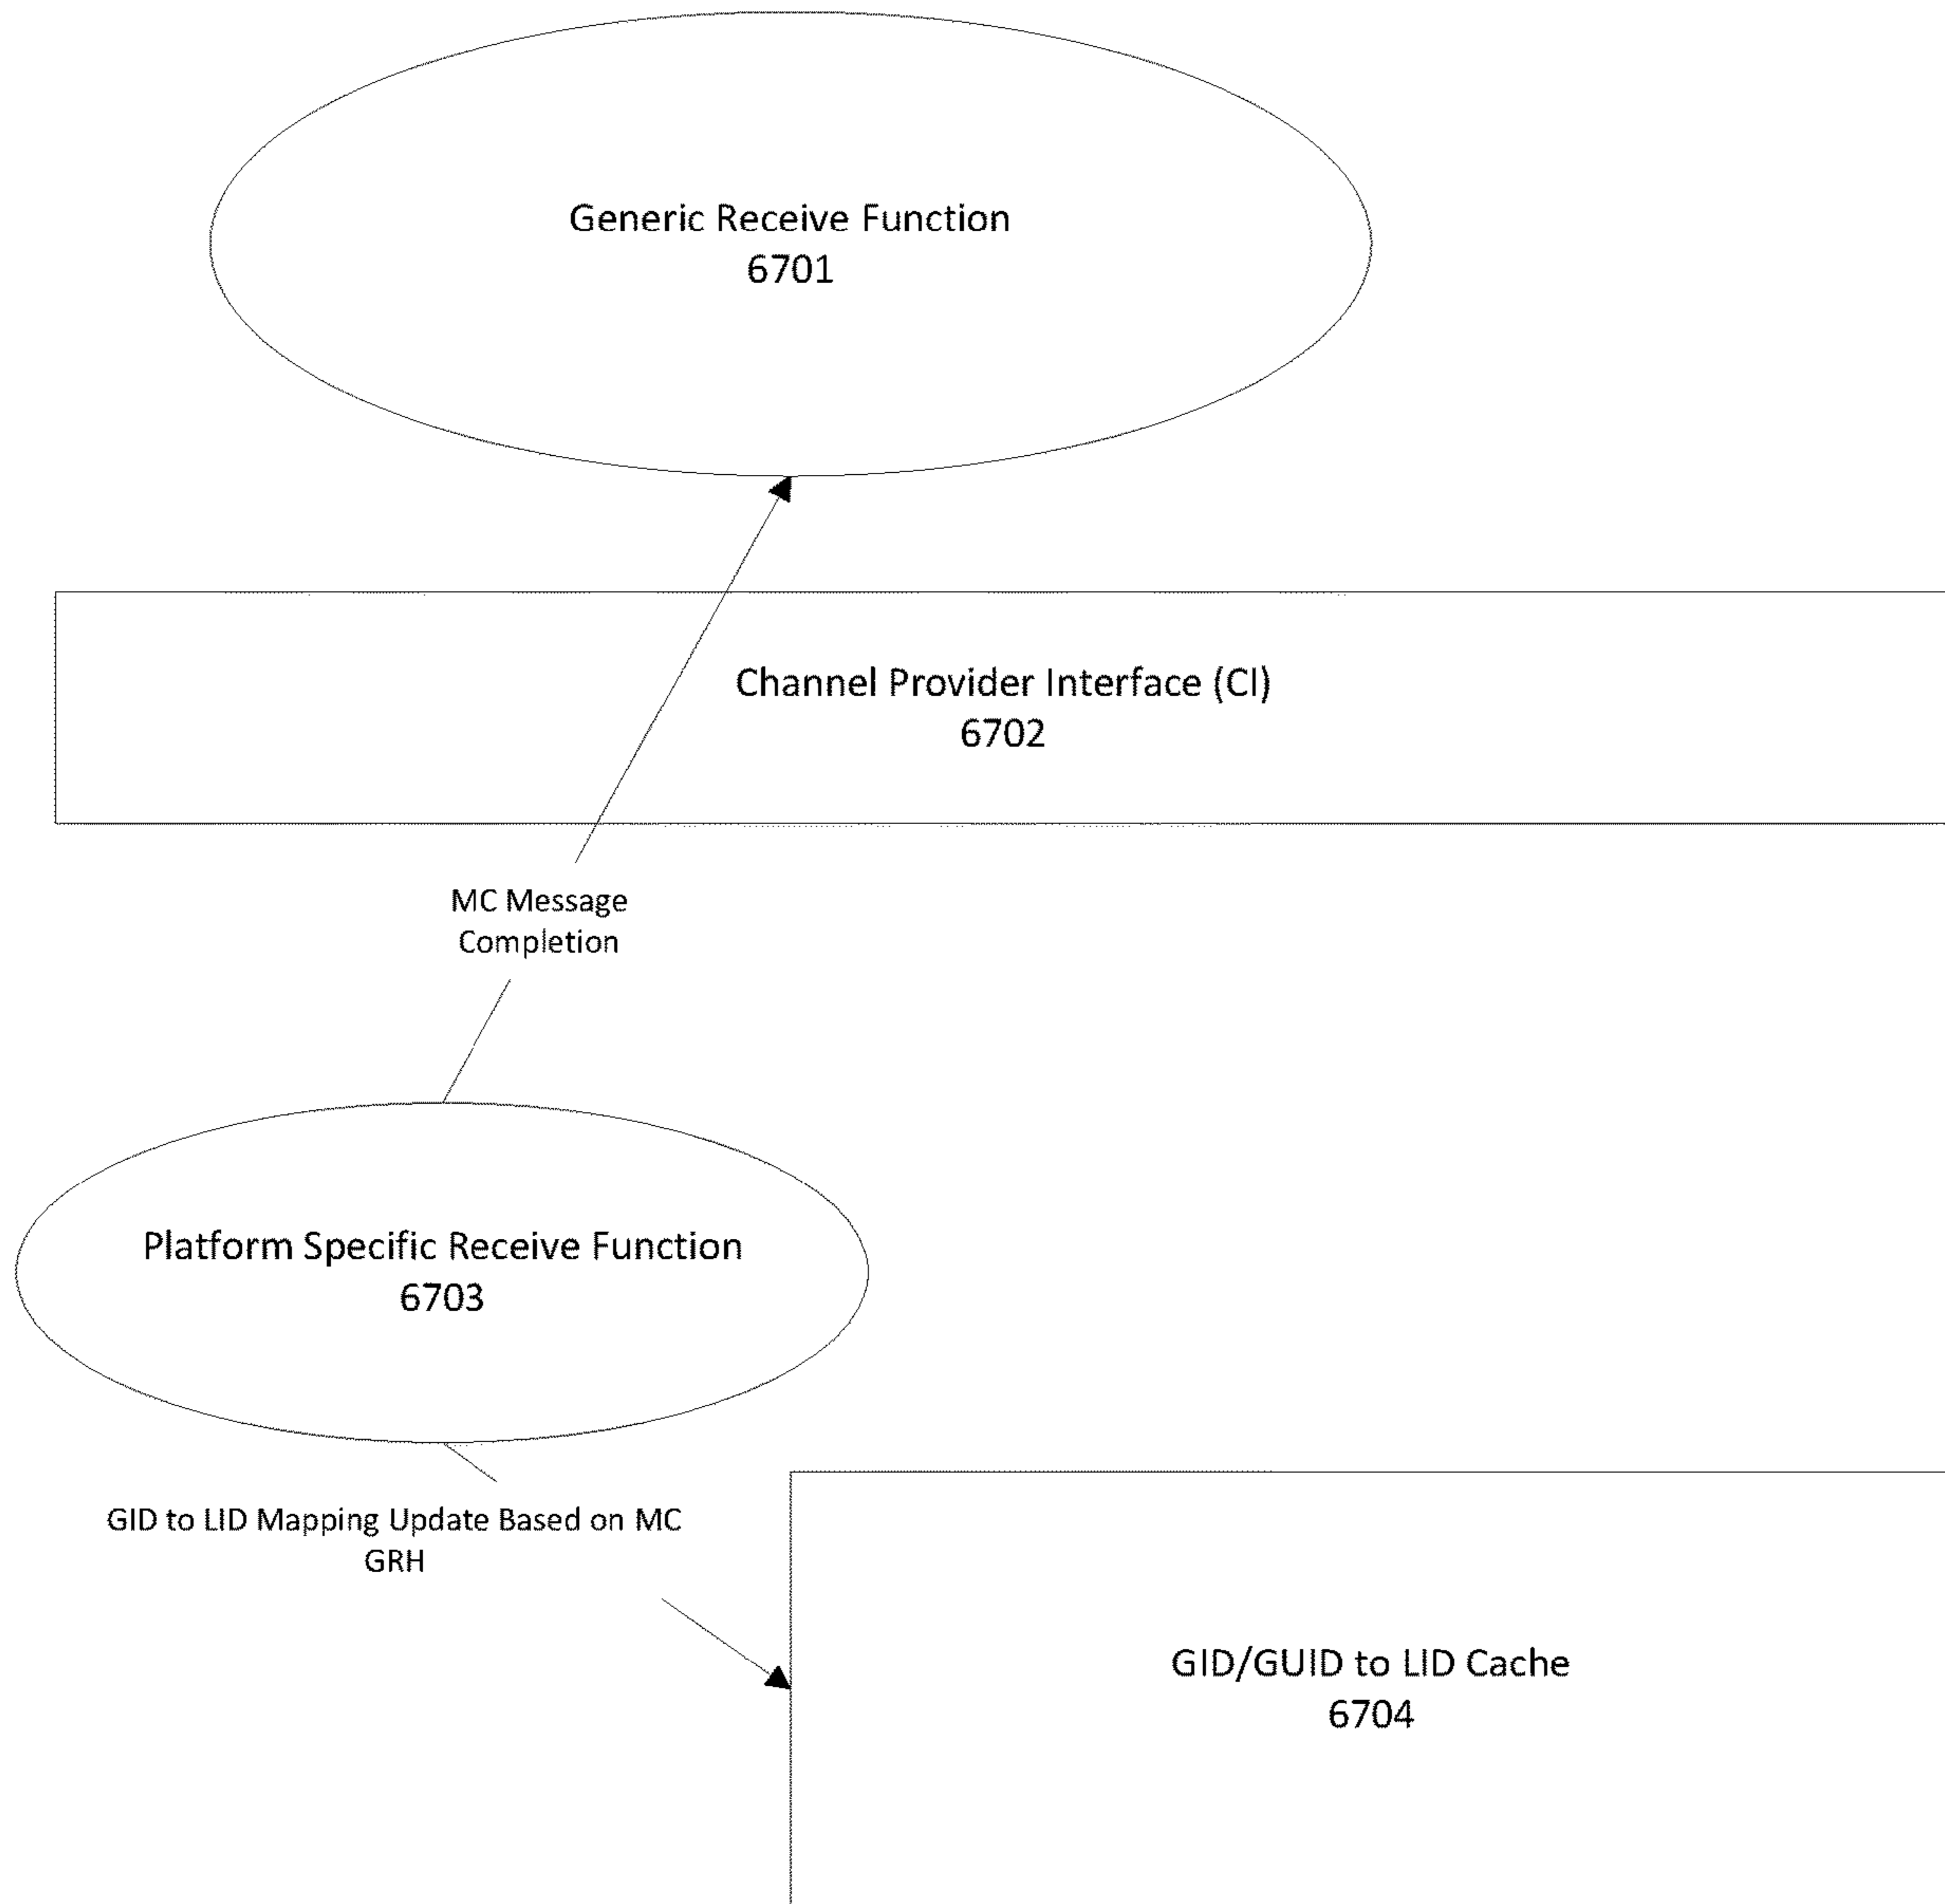 Generic Receive Function
6701
Channel Provider Interface (CI)
6702
MC Message
Completion
Platform Specific Receive Function
6703
GID to LID Mapping Update Based on MC
GRH
GID/GUID to LID Cache
6704